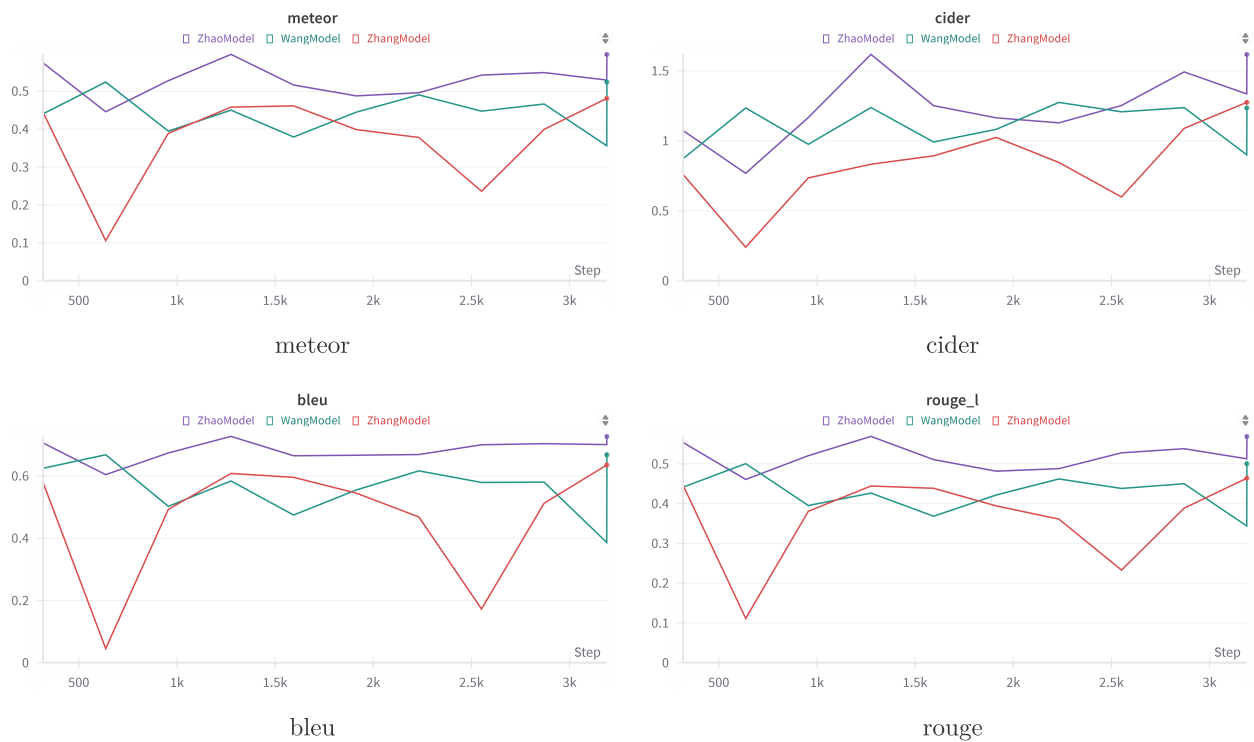 meteor
ZhaoModel WangModel ZhangModel
0.5
0.4
0.3
0.2
0.1
0
Step
500 1k 1.5k 2k 2.5k 3k
meteor
cider
ZhaoModel WangModel ZhangModel
1.5
1
0.5
0
Step
500 1k 1.5k 2k 2.5k 3k
cider
bleu
ZhaoModel WangModel ZhangModel
0.6
0.4
0.2
0
Step
500 1k 1.5k 2k 2.5k 3k
bleu
rouge_l
ZhaoModel WangModel ZhangModel
0.5
0.4
0.3
0.2
0.1
0
Step
500 1k 1.5k 2k 2.5k 3k
rouge